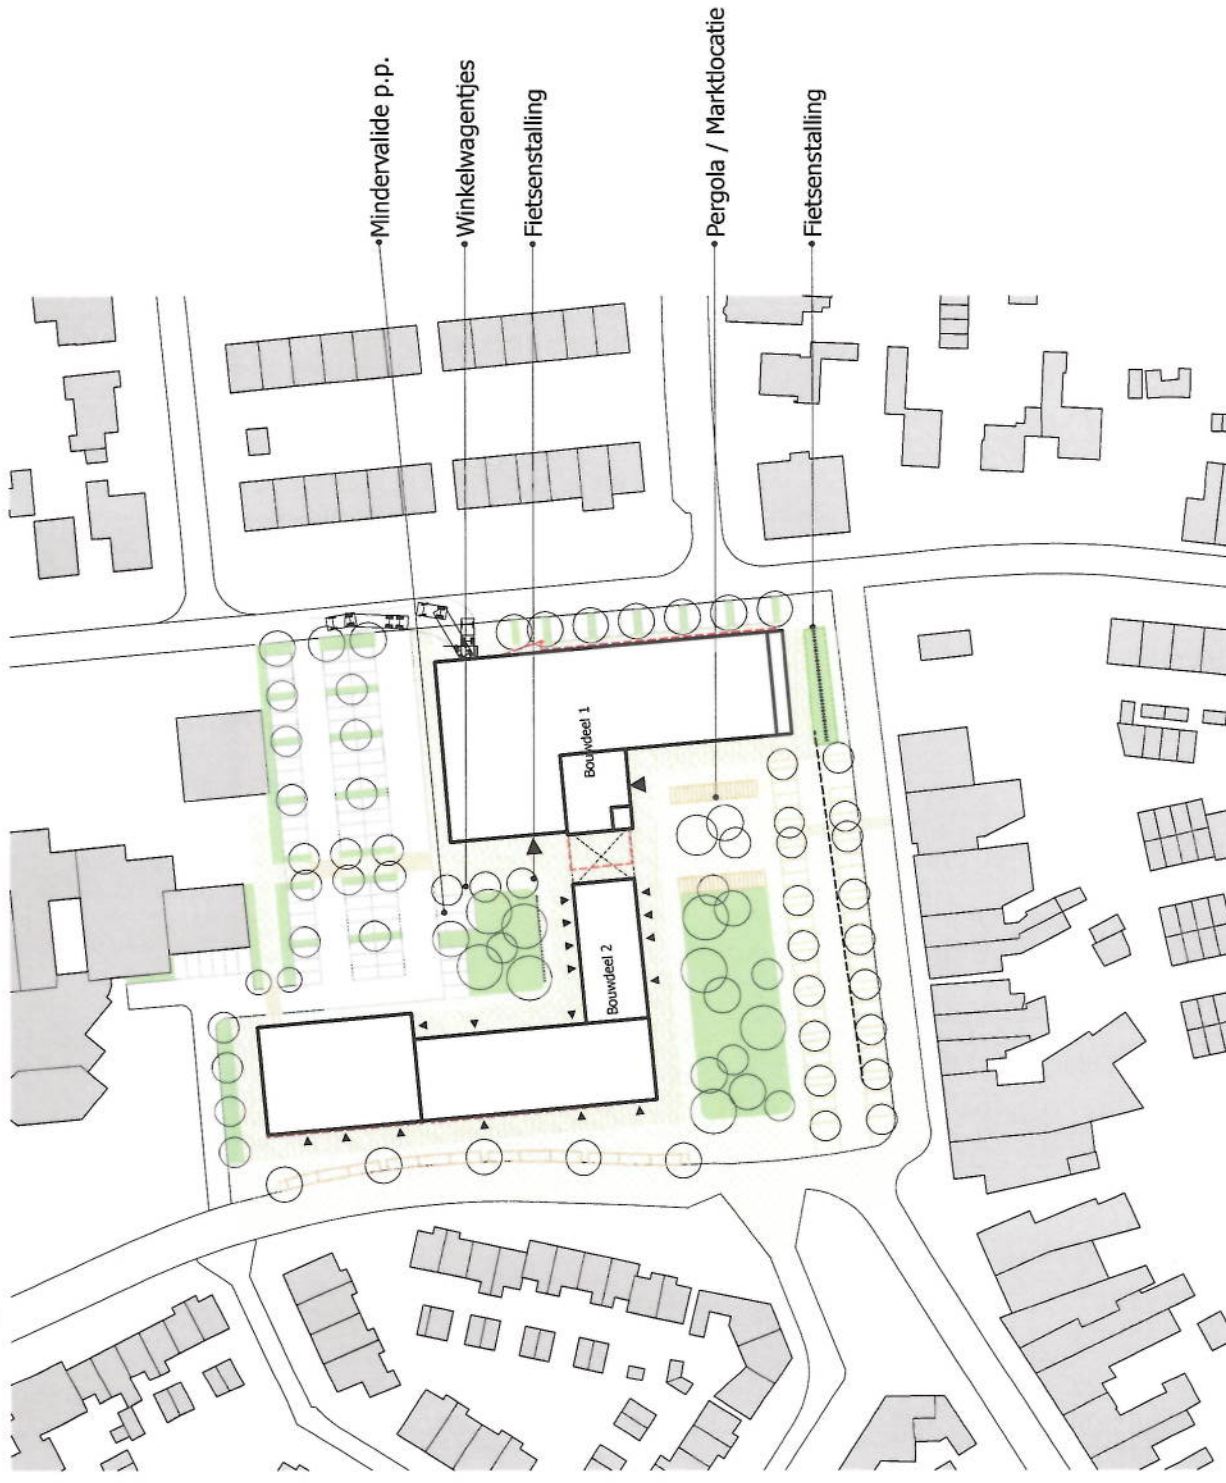 Mindervalide p.p.
Winkelwagentjes
Fietsenstalling
Pergola / Marktlocatie
Fietsenstalling
Bouwdeel 1
Bouwdeel 2